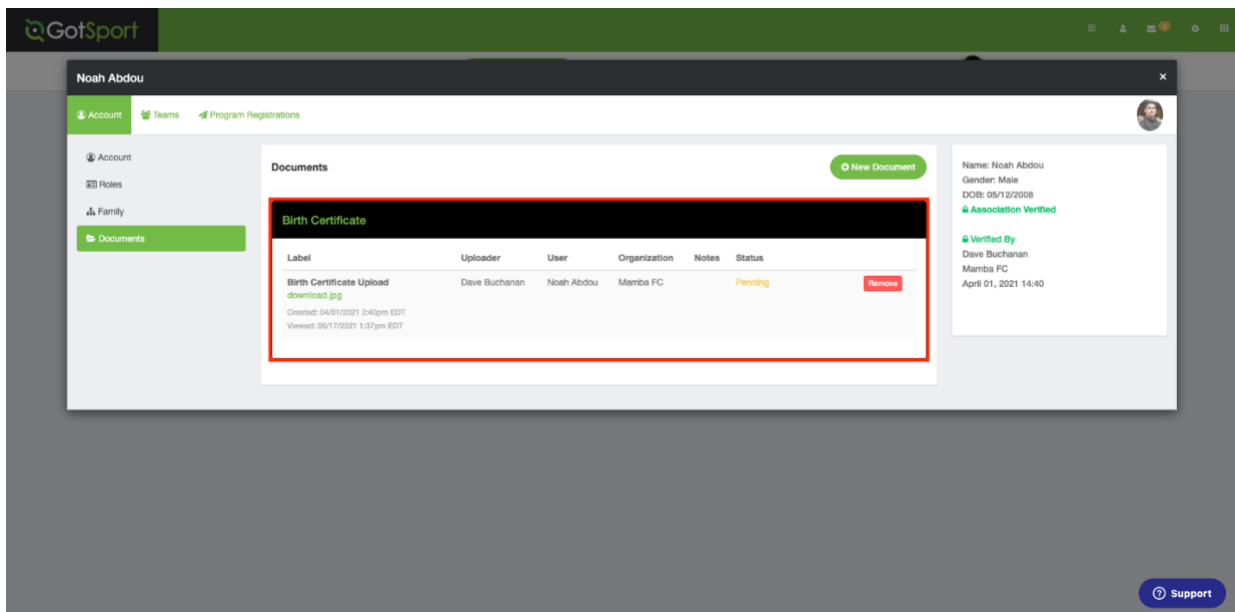 GotSport
Noah Abdou
×
Account Teams Program Registrations
Account
Roles
Family
Documents
Documents
New Document
Birth Certificate
Label Uploader User Organization Notes Status
Birth Certificate Upload Dave Buchanan Noah Abdou Mamba FC Pending Remove
download.jpg
Created: 04/01/2021 2:40pm EDT
Viewed: 06/17/2021 1:37pm EDT
Name: Noah Abdou
Gender: Male
DOB: 05/12/2008
Association Verified
Verified By
Dave Buchanan
Mamba FC
April 01, 2021 14:40
Support